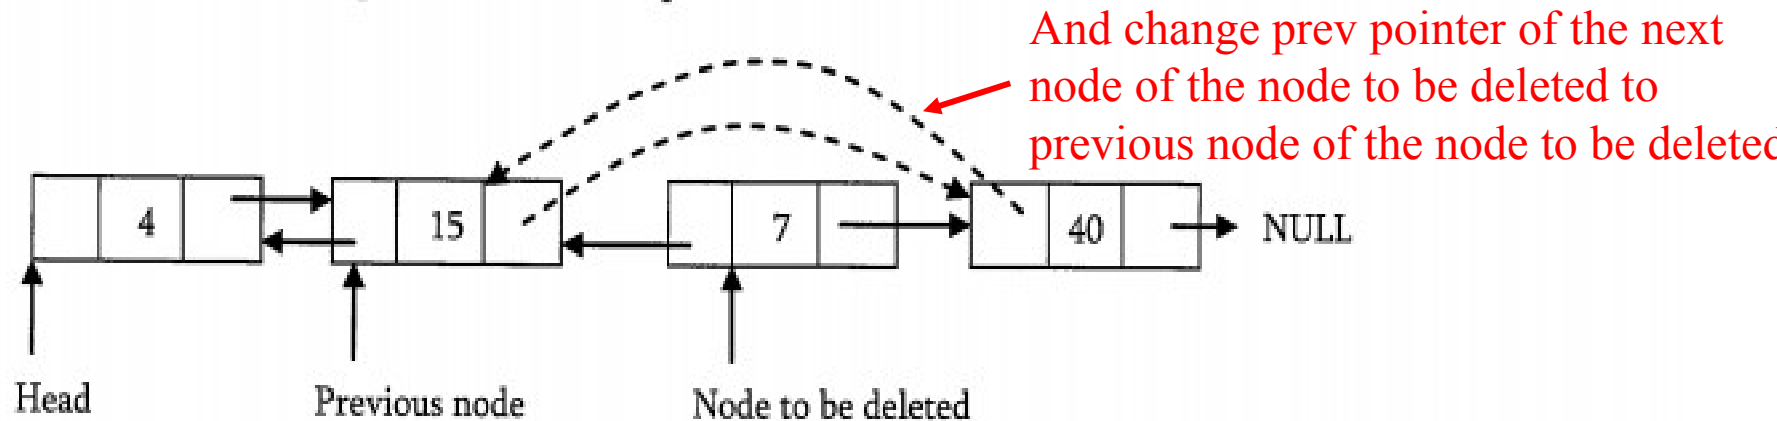 And change prev pointer of the next
node of the node to be deleted to
previous node of the node to be deleted
4 15 7 40 NULL
Head Previous node Node to be deleted